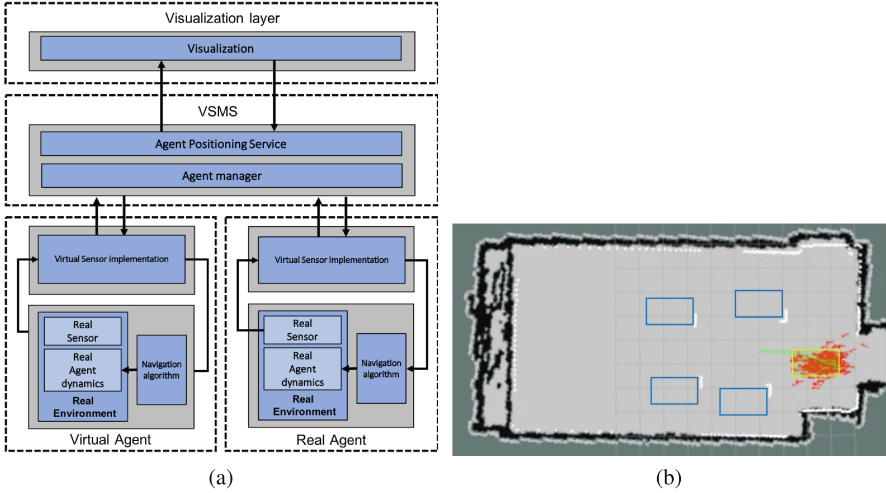 Visualization layer
Visualization
VSMS
Agent Positioning Service
Agent manager
Virtual Sensor implementation
Real
Sensor
Real
Agent
dynamics
Real
Environment
Navigation
algorithm
Virtual Agent
Virtual Sensor implementation
Real
Sensor
Real
Agent
dynamics
Real
Environment
Navigation
algorithm
Real Agent
(a)
(b)